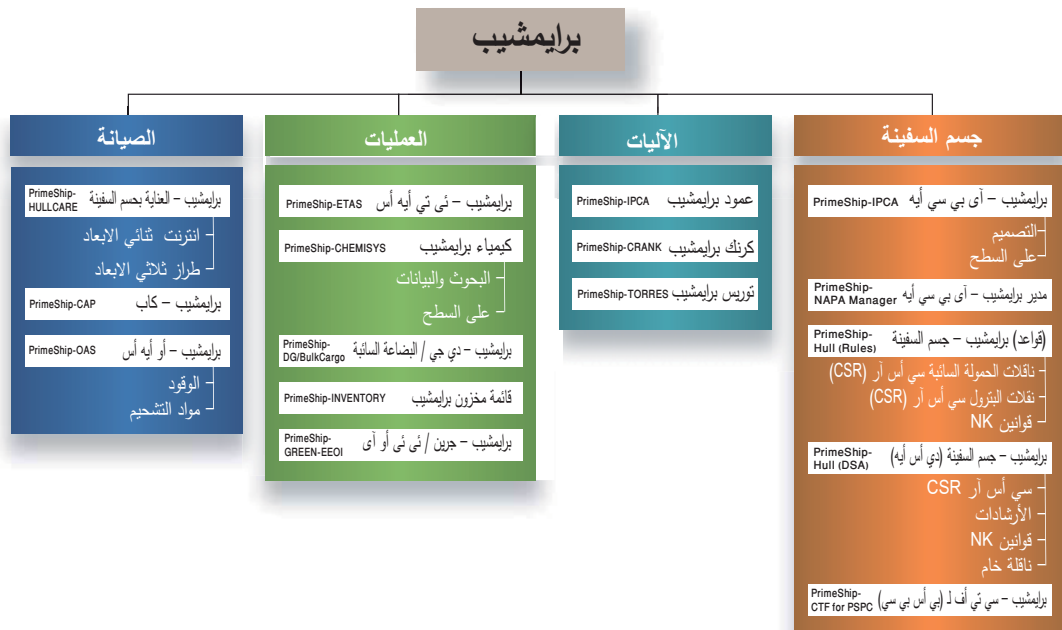 برايمشيب
جسم السفينة
برايمشيب – آى بي سي أيه PrimeShip-IPCA
التصميم
على السطح
مدير برايمشيب – آى بي سي أيه PrimeShip-NAPA Manager
(قواعد) برايمشيب – جسم السفينة PrimeShip-Hull (Rules)
ناقلات الحمولة السائبة سي أس آر (CSR)
نقلات البترول سي أس آر (CSR)
قوانين NK
برايمشيب – جسم السفينة (دي أس أيه) PrimeShip-Hull (DSA)
سي أس آر CSR
الأرشادات
قوانين NK
ناقلة خام
برايمشيب – سي تي أف لـ (بي أس بي سي) PrimeShip-CTF for PSPC
الآليات
عمود برايمشيب PrimeShip-IPCA
كرنك برايمشيب PrimeShip-CRANK
توريس برايمشيب PrimeShip-TORRES
العمليات
برايمشيب – ئى تي أيه أس PrimeShip-ETAS
كيمياء برايمشيب PrimeShip-CHEMISYS
البحوث والبيانات
على السطح
برايمشيب – دي جي / البضاعة السائبة PrimeShip-DG/BulkCargo
قائمة مخزون برايمشيب PrimeShip-INVENTORY
برايمشيب – جرين / ئى ئى أو آى PrimeShip-GREEN-EEOI
الصيانة
برايمشيب – العناية بحسم السفينة PrimeShip-HULLCARE
انترنت ثنائي الابعاد
طراز ثلاثي الابعاد
برايمشيب – كاب PrimeShip-CAP
برايمشيب – أو أيه أس PrimeShip-OAS
الوقود
مواد التشحيم